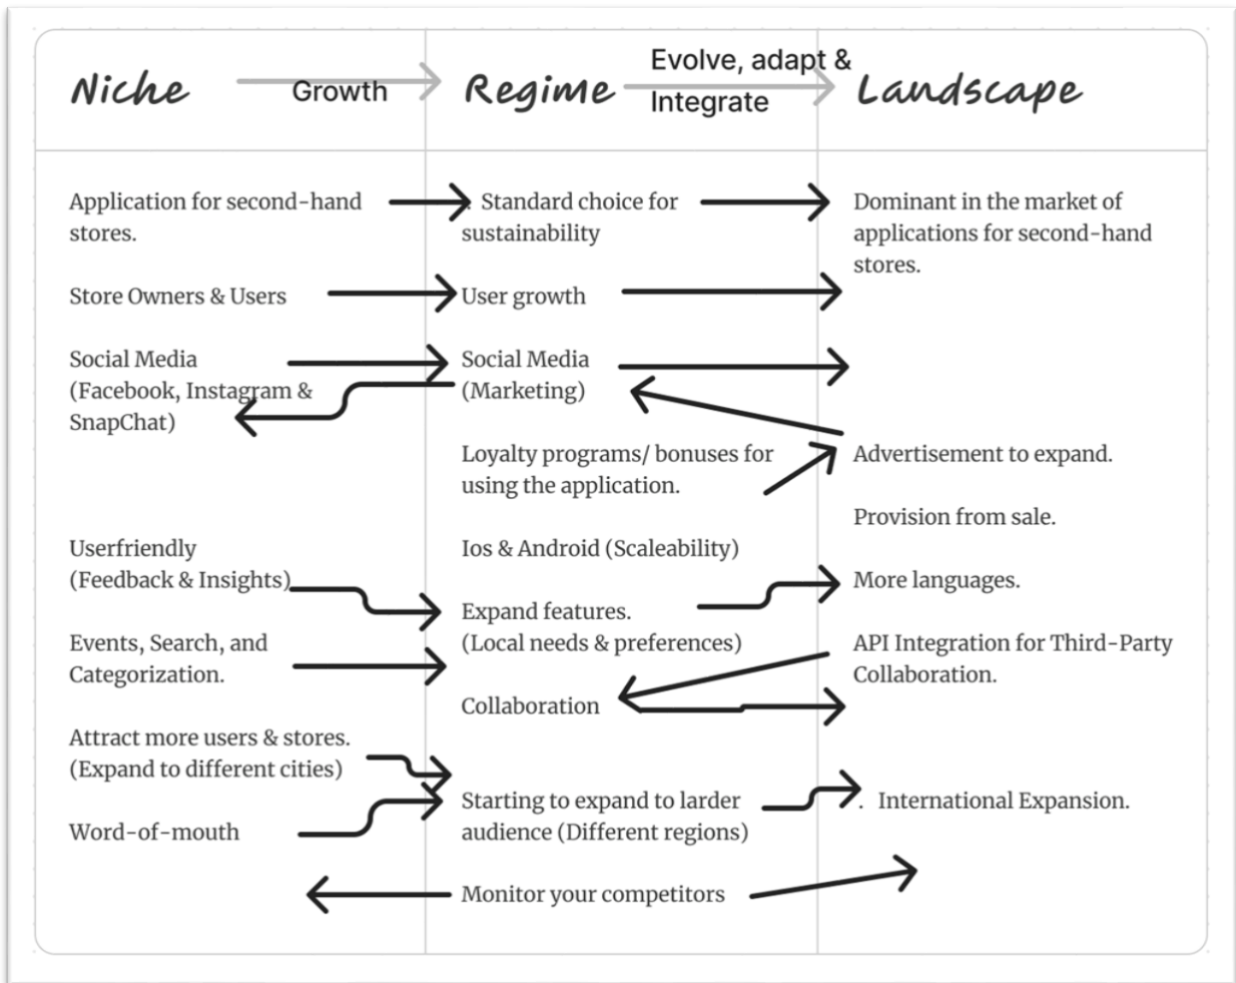 Niche
Growth
Regime
Evolve, adapt &
Integrate
Landscape
Application for second-hand
stores.
Store Owners & Users
Social Media
(Facebook, Instagram &
SnapChat)
Userfriendly
(Feedback & Insights)
Events, Search, and
Categorization.
Attract more users & stores.
(Expand to different cities)
Word-of-mouth
Standard choice for
sustainability
User growth
Social Media
(Marketing)
Loyalty programs/ bonuses for
using the application.
Ios & Android (Scaleability)
Expand features.
(Local needs & preferences)
Collaboration
Starting to expand to larder
audience (Different regions)
Monitor your competitors
Dominant in the market of
applications for second-hand
stores.
Advertisement to expand.
Provision from sale.
More languages.
API Integration for Third-Party
Collaboration.
. International Expansion.